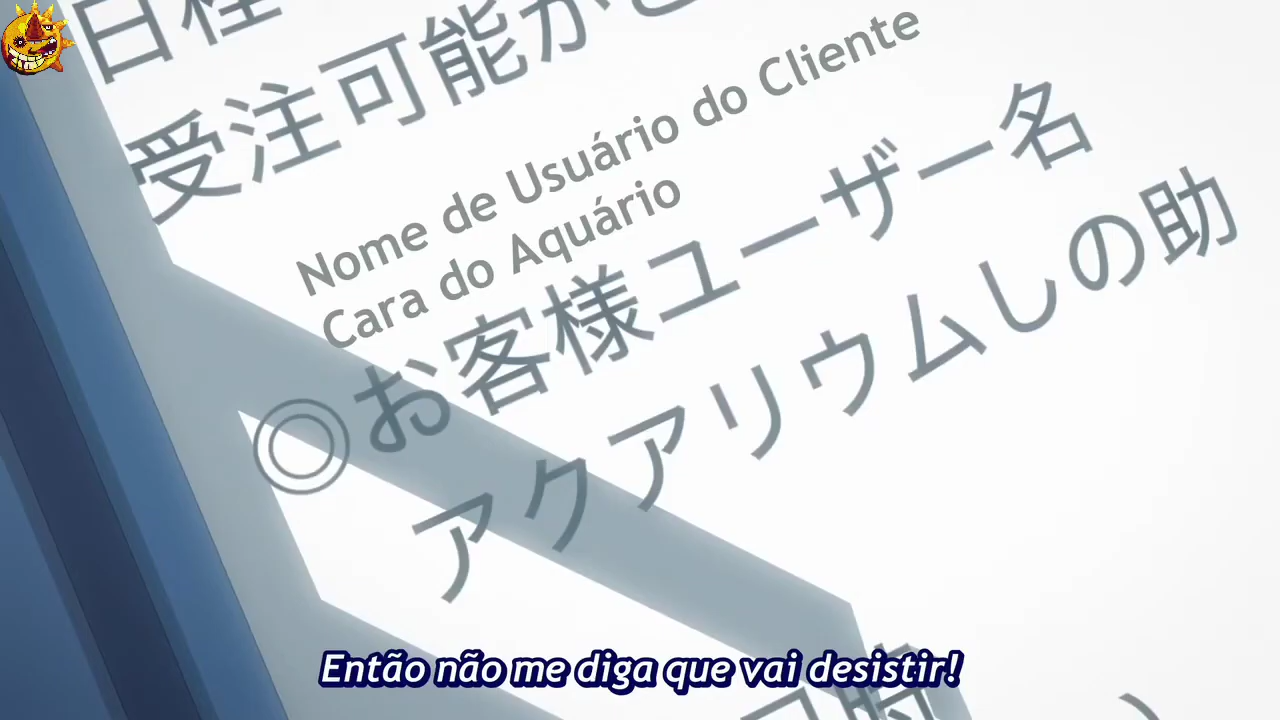 日程
受注可能か
Nome de Usuário do Cliente
Cara do Aquário
◎お客様ユーザー名
アクアリウムしの助
Então não me diga que vai desistir!